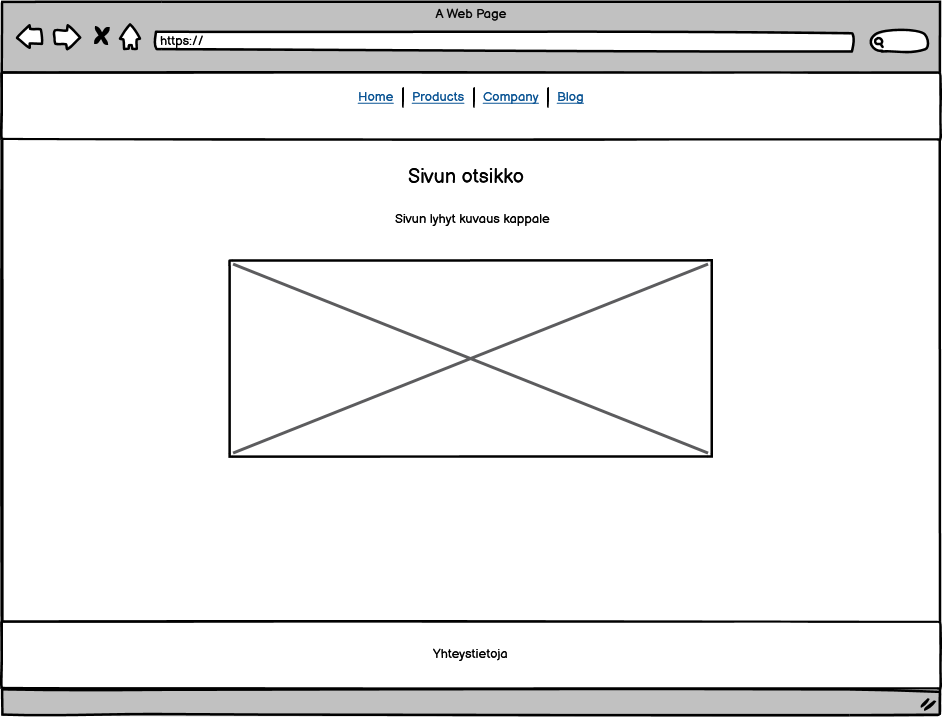 A Web Page
https://
Home Products Company Blog
Sivun otsikko
Sivun lyhyt kuvaus kappale
Yhteystietoja